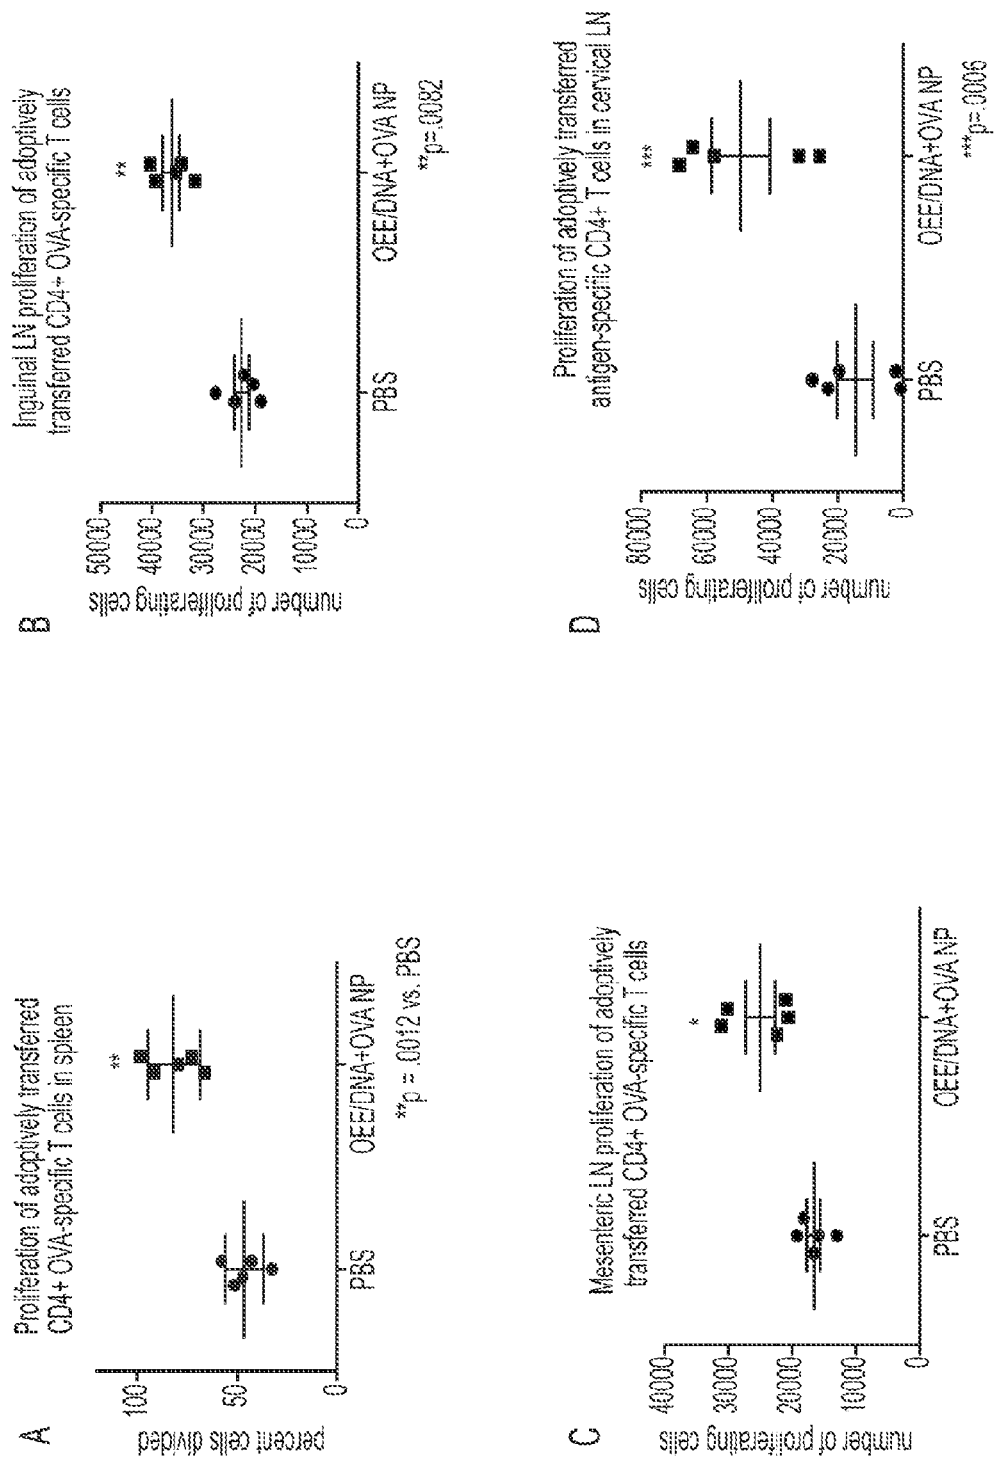 A
Proliferation of adoptively transferred
CD4+ OVA-specific T cells in spleen
percent cells divided
100
50
0
**
PBS
OEE/DNA+OVA NP
**p = .0012 vs. PBS
B
Inguinal LN proliferation of adoptively
transferred CD4+ OVA-specific T cells
number of proliferating cells
50000
40000
30000
20000
10000
0
**
PBS
OEE/DNA+OVA NP
**p=.0082
C
Mesenteric LN proliferation of adoptively
transferred CD4+ OVA-specific T cells
number of proliferating cells
40000
30000
20000
10000
0
*
PBS
OEE/DNA+OVA NP
D
Proliferation of adoptively transferred
antigen-specific CD4+ T cells in cervical LN
number of proliferating cells
80000
60000
40000
20000
0
***
PBS
OEE/DNA+OVA NP
***p=.0006